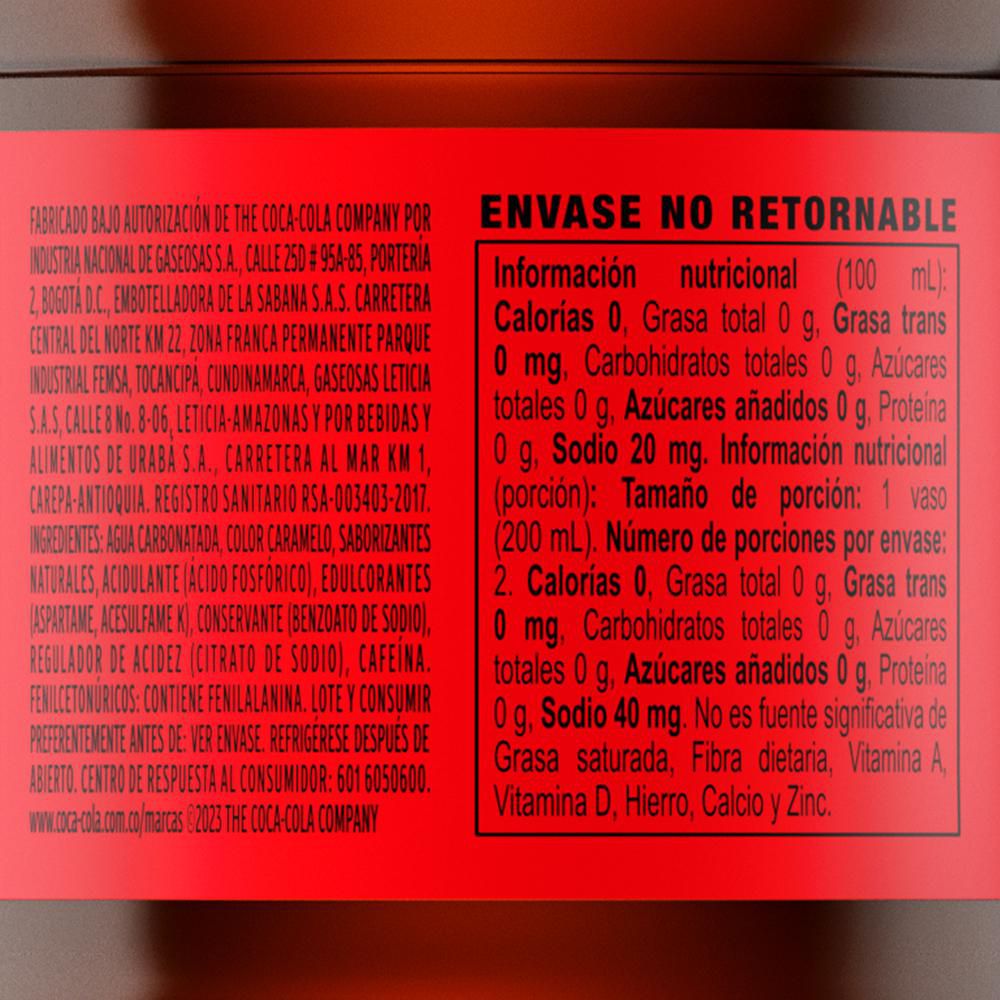 FABRICADO BAJO AUTORIZACIÓN DE THE COCA-COLA COMPANY POR
INDUSTRIA NACIONAL DE GASEOSAS S.A., CALLE 25D # 95A-85, PORTERÍA
2, BOGOTÁ D.C., EMBOTELLADORA DE LA SABANA S.A.S. CARRETERA
CENTRAL DEL NORTE KM 22, ZONA FRANCA PERMANENTE PARQUE
INDUSTRIAL FEMSA, TOCANCIPÁ, CUNDINAMARCA, GASEOSAS LETICIA
S.A.S, CALLE 8 No. 8-06, LETICIA-AMAZONAS Y POR BEBIDAS Y
ALIMENTOS DE URABÁ S.A., CARRETERA AL MAR KM 1,
CAREPA-ANTIOQUIA. REGISTRO SANITARIO RSA-003403-2017.
INGREDIENTES: AGUA CARBONATADA, COLOR CARAMELO, SABORIZANTES
NATURALES, ACIDULANTE (ÁCIDO FOSFÓRICO), EDULCORANTES
(ASPARTAME, ACESULFAME K), CONSERVANTE (BENZOATO DE SODIO),
REGULADOR DE ACIDEZ (CITRATO DE SODIO), CAFEÍNA.
FENILCETONÚRICOS: CONTIENE FENILALANINA. LOTE Y CONSUMIR
PREFERENTEMENTE ANTES DE: VER ENVASE. REFRIGÉRESE DESPUÉS DE
ABIERTO. CENTRO DE RESPUESTA AL CONSUMIDOR: 601 6050600.
www.coca-cola.com.co/marcas ©2023 THE COCA-COLA COMPANY
ENVASE NO RETORNABLE
Información nutricional (100 mL):
Calorías 0, Grasa total 0 g, Grasa trans
0 mg, Carbohidratos totales 0 g, Azúcares
totales 0 g, Azúcares añadidos 0 g, Proteína
0 g, Sodio 20 mg. Información nutricional
(porción): Tamaño de porción: 1 vaso
(200 mL). Número de porciones por envase:
2. Calorías 0, Grasa total 0 g, Grasa trans
0 mg, Carbohidratos totales 0 g, Azúcares
totales 0 g, Azúcares añadidos 0 g, Proteína
0 g, Sodio 40 mg. No es fuente significativa de
Grasa saturada, Fibra dietaria, Vitamina A,
Vitamina D, Hierro, Calcio y Zinc.